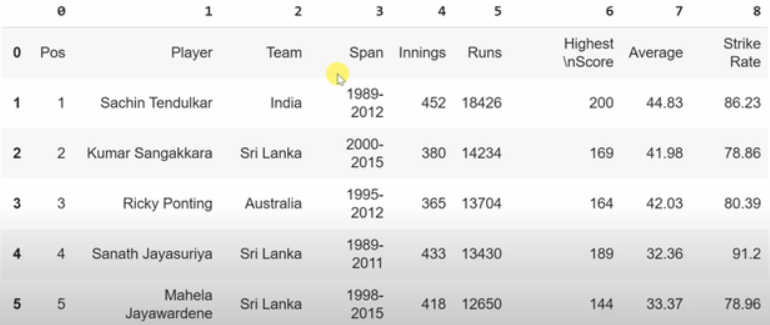 0 1 2 3 4 5 6 7 8
0 Pos Player Team Span Innings Runs Highest \nScore Average Strike Rate
1 1 Sachin Tendulkar India 1989-2012 452 18426 200 44.83 86.23
2 2 Kumar Sangakkara Sri Lanka 2000-2015 380 14234 169 41.98 78.86
3 3 Ricky Ponting Australia 1995-2012 365 13704 164 42.03 80.39
4 4 Sanath Jayasuriya Sri Lanka 1989-2011 433 13430 189 32.36 91.2
5 5 Mahela Jayawardene Sri Lanka 1998-2015 418 12650 144 33.37 78.96